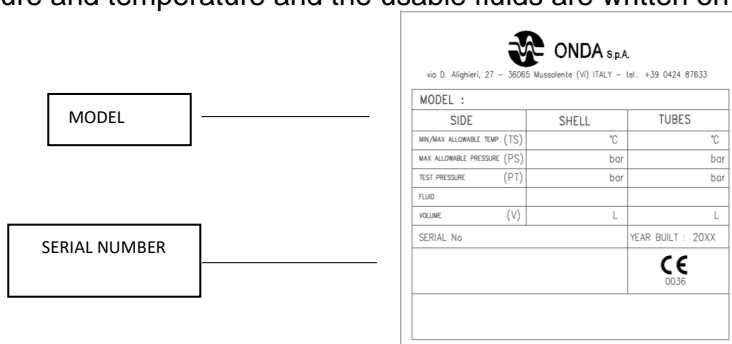 ure and temperature and the usable fluids are written on
ONDA S.p.A.
via D. Alighieri, 27 – 36065 Mussolente (VI) ITALY – tel.: +39 0424 87633
MODEL
MODEL :
SIDE SHELL TUBES
MIN/MAX ALLOWABLE TEMP. (TS) °C °C
MAX ALLOWABLE PRESSURE (PS) bar bar
TEST PRESSURE (PT) bar bar
FLUID
VOLUME (V) L L
SERIAL NUMBER
SERIAL No YEAR BUILT : 20XX
CE
0036